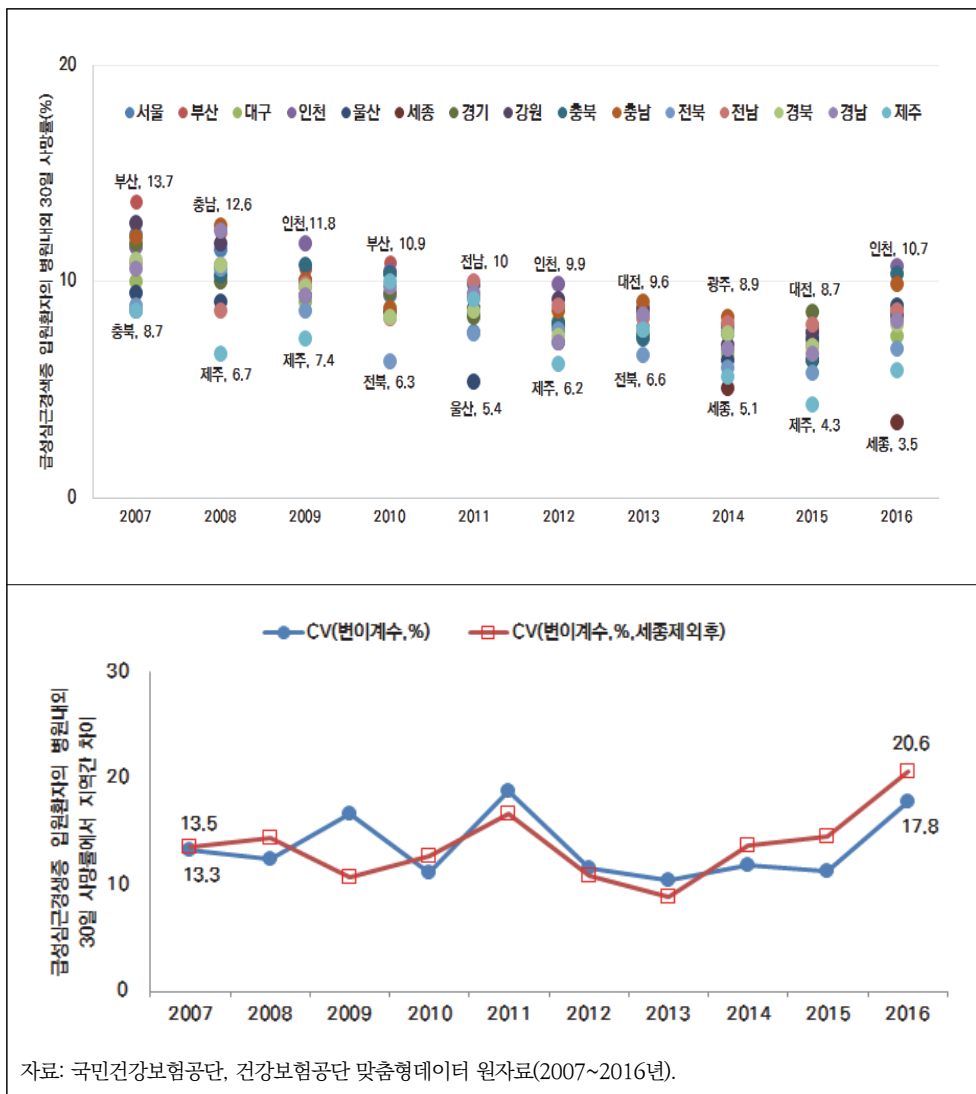 급성심근경색증 입원환자의 병원내외 30일 사망률(%)
20
서울 부산 대구 인천 울산 세종 경기 강원 충북 충남 전북 전남 경북 경남 제주
부산, 13.7
충남, 12.6
인천, 11.8
부산, 10.9
전남, 10
인천, 9.9
대전, 9.6
광주, 8.9
대전, 8.7
인천, 10.7
10
충북, 8.7
제주, 6.7
제주, 7.4
전북, 6.3
울산, 5.4
제주, 6.2
전북, 6.6
세종, 5.1
제주, 4.3
세종, 3.5
0
2007 2008 2009 2010 2011 2012 2013 2014 2015 2016
CV(변이계수,%) CV(변이계수,%,세종제외후)
급성심근경색증 입원환자의 병원내외
30일 사망률에서 지역간 차이
30
20
10
0
13.5
13.3
20.6
17.8
2007 2008 2009 2010 2011 2012 2013 2014 2015 2016
자료: 국민건강보험공단, 건강보험공단 맞춤형데이터 원자료(2007~2016년).